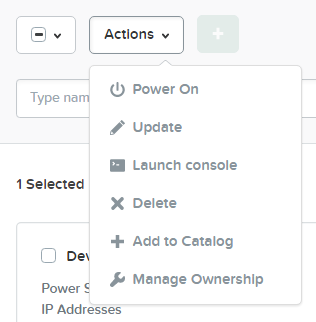 Actions
Power On
Type nam
Update
Launch console
1 Selected
Delete
Add to Catalog
Dev
Manage Ownership
Power S
IP Addresses